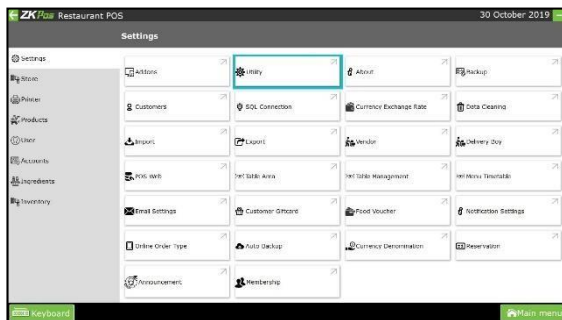 ZKPos Restaurant POS 30 October 2019
Settings
Settings
Store
Printer
Products
User
Accounts
Ingredients
Inventory
Addons Utility About Backup
Customers SQL Connection Currency Exchange Rate Data Cleaning
Import Export Vendor Delivery Boy
POS Web Table Area Table Management Menu Timetable
Email Settings Customer Giftcard Food Voucher Notification Settings
Online Order Type Auto Backup Currency Denomination Reservation
Announcement Membership
Keyboard Main menu